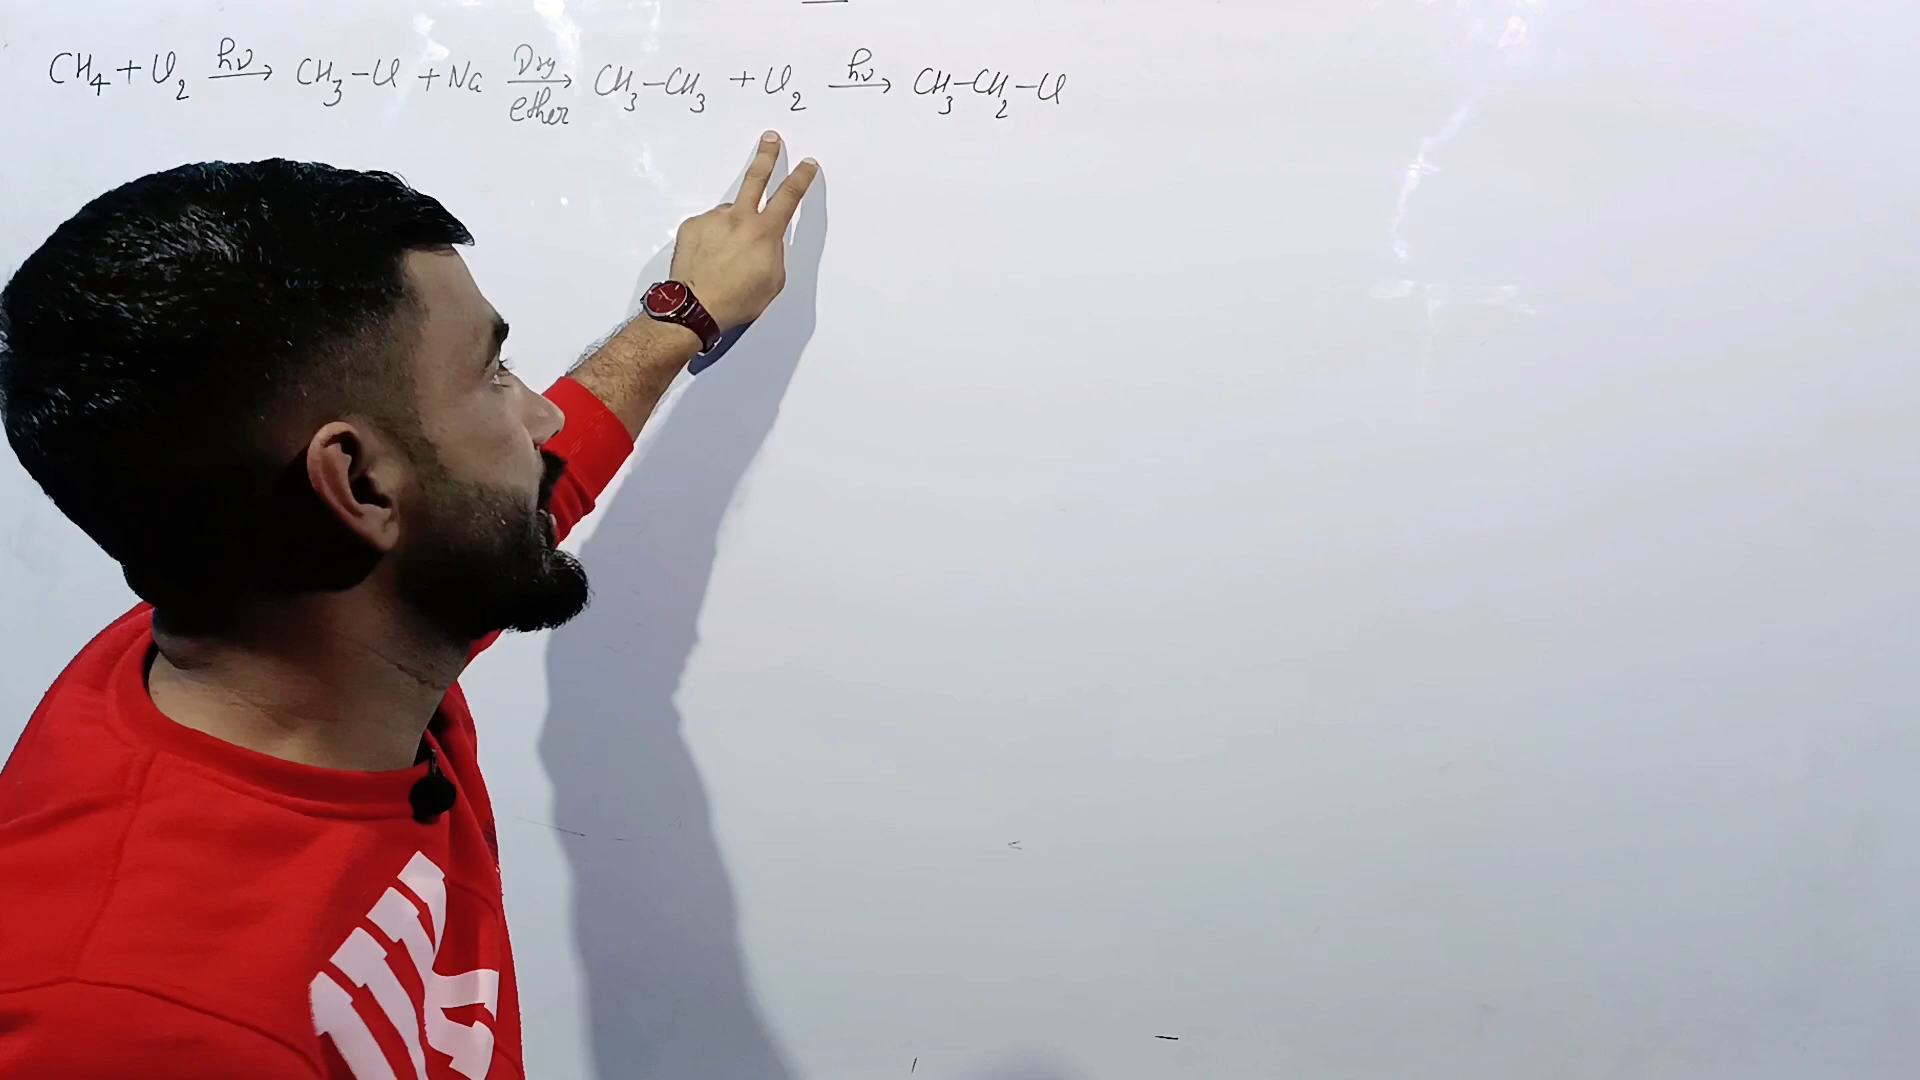 CH₄ + Cl₂ hν→ CH₃-Cl + Na Dry ether→ CH₃-CH₃ + Cl₂ hν→ CH₃-CH₂-Cl